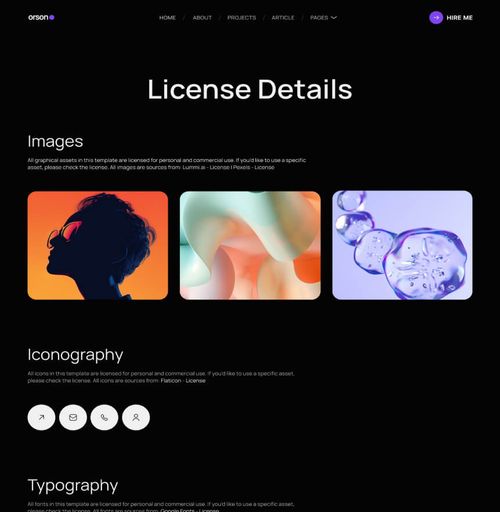 orson
HOME / ABOUT / PROJECTS / ARTICLE / PAGES
HIRE ME
License Details
Images
All graphical assets in this template are licensed for personal and commercial use. If you'd like to use a specific
asset, please check the license. All images are sources from Lummi.ai - License I Pexels - License
Iconography
All icons in this template are licensed for personal and commercial use. If you'd like to use a specific asset,
please check the license. All icons are sources from Flaticon - License
Typography
All fonts in this template are licensed for personal and commercial use. If you'd like to use a specific asset,
please check the license. All fonts are sources from Google Fonts - License